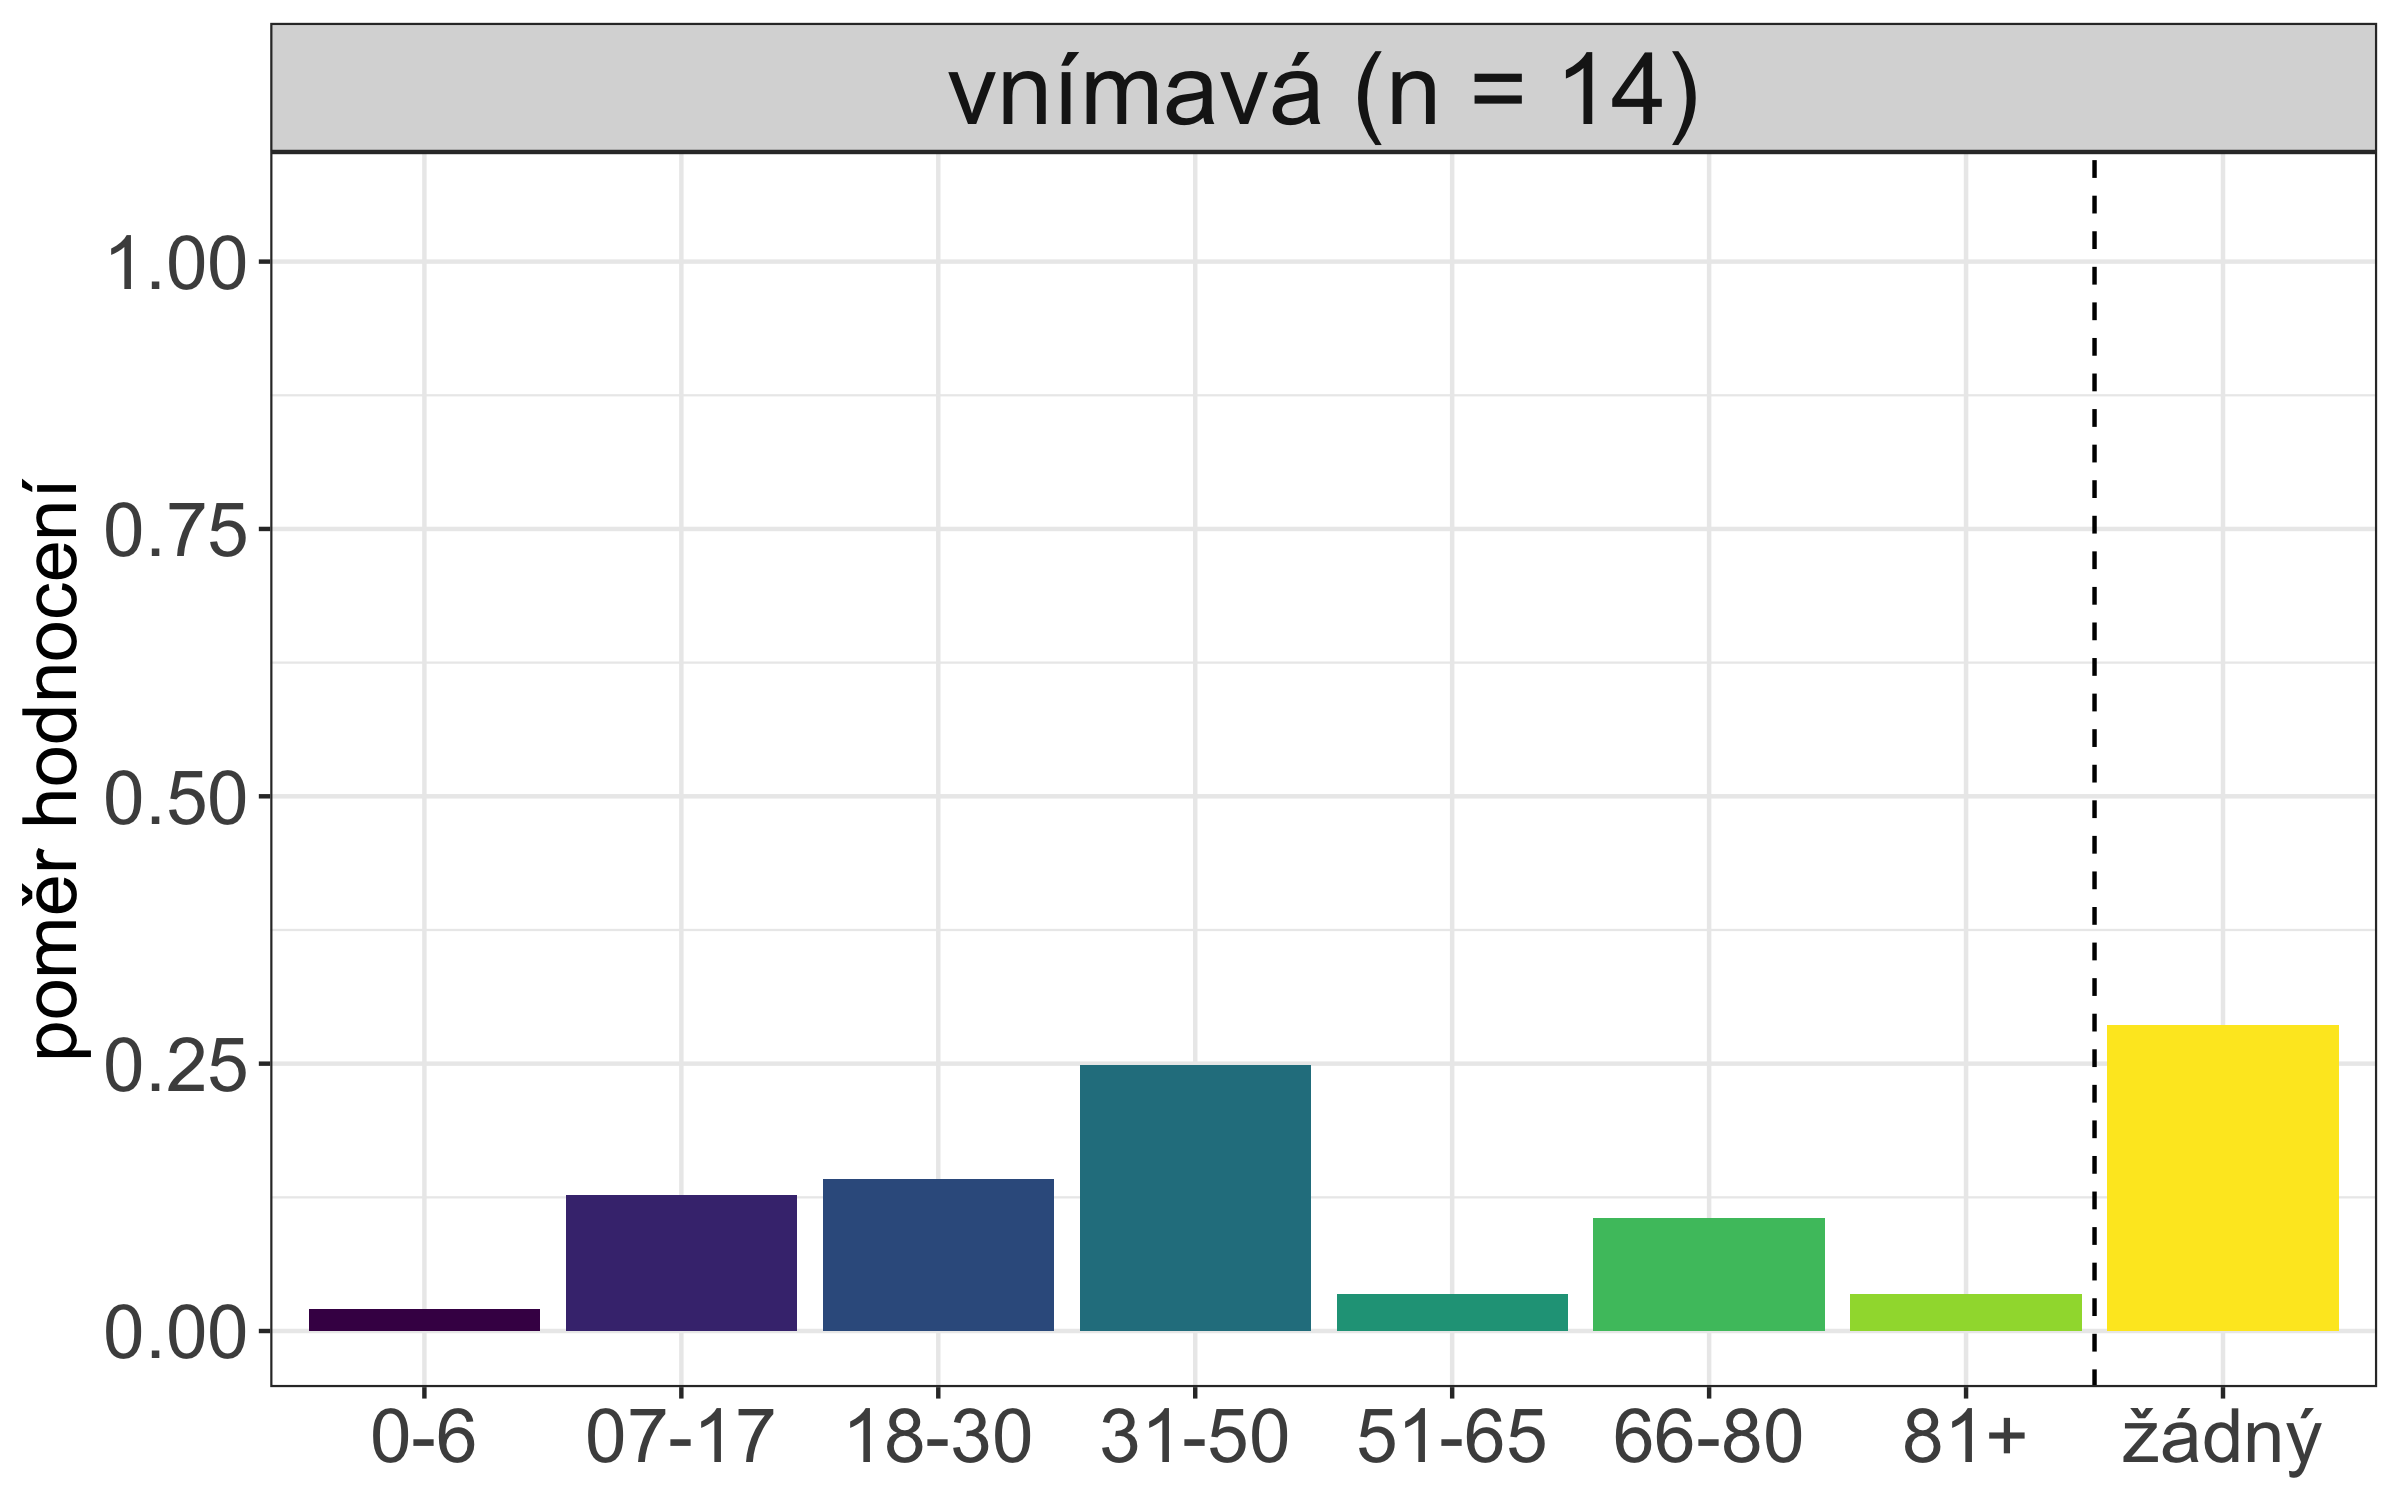 vnímavá (n = 14)
poměr hodnocení
1.00
0.75
0.50
0.25
0.00
0-6 07-17 18-30 31-50 51-65 66-80 81+ žádný